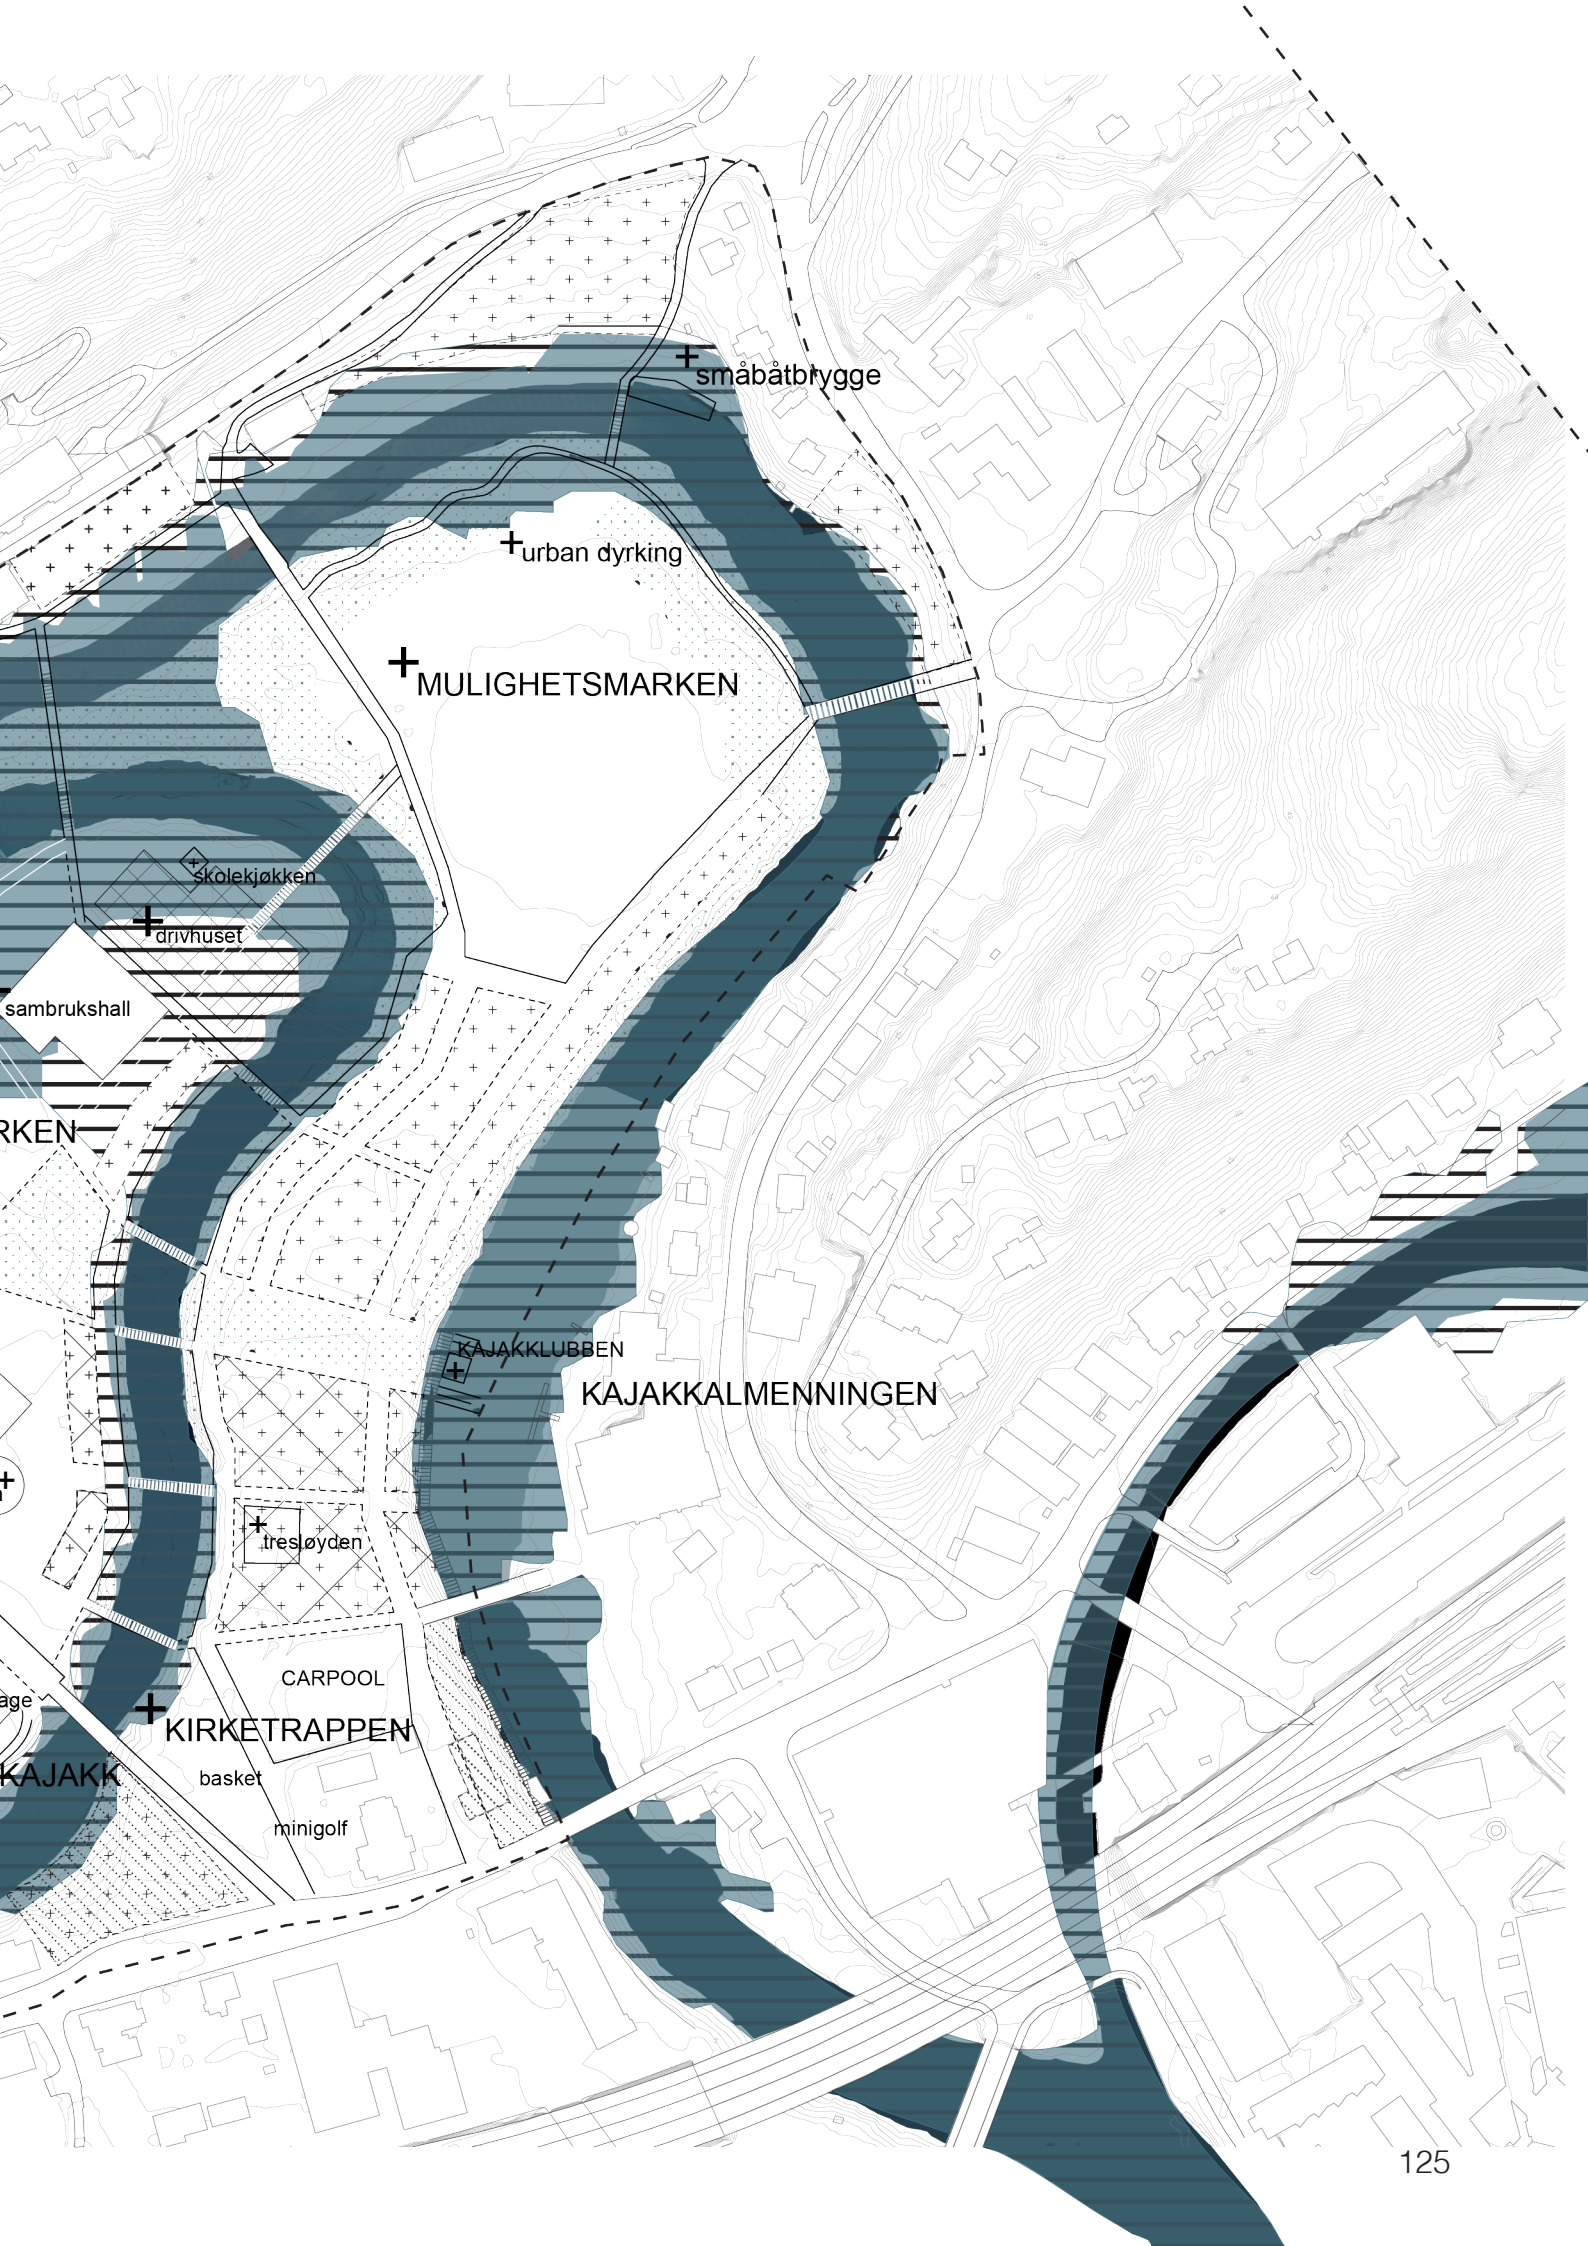 småbåtbrygge
urban dyrking
MULIGHETSMARKEN
skolekjøkken
drivhuset
sambrukshall
RKEN
KAJAKKLUBBEN
KAJAKKALMENNINGEN
tresløyden
CARPOOL
age
KIRKETRAPPEN
KAJAKK
basket
minigolf
125